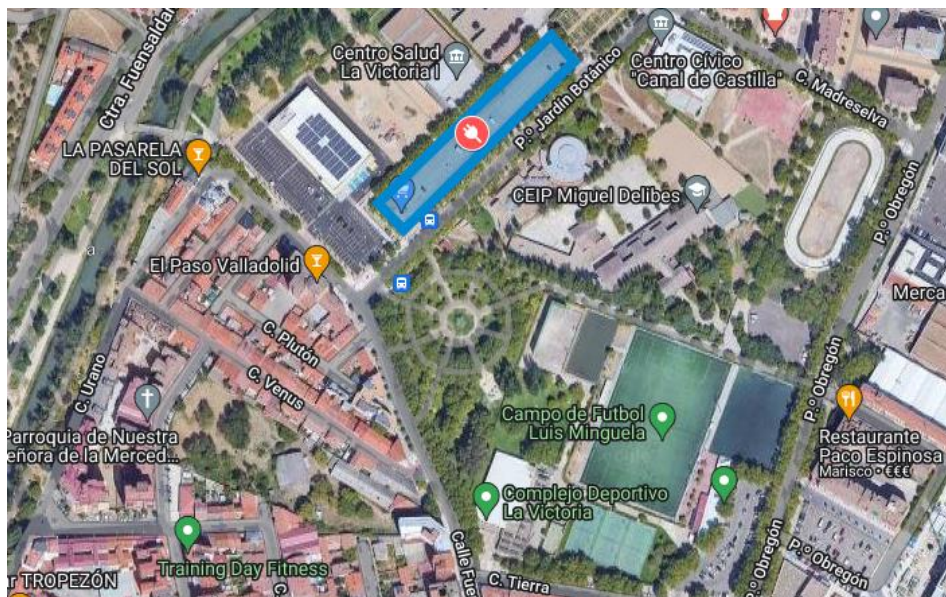 Ctra. Fuensaldaña
Centro Salud
La Victoria I
P.º Jardín Botánico
Centro Cívico
"Canal de Castilla"
C. Madreselva
LA PASARELA
DEL SOL
CEIP Miguel Delibes
P.º Obregón
a
El Paso Valladolid
Merca
C. Plutón
C. Urano
C. Venus
P.º Obregón
Campo de Futbol
Luis Minguela
Parroquia de Nuestra
eñora de la Merced...
Restaurante
Paco Espinosa
Marisco • €€€
Complejo Deportivo
La Victoria
Calle Fue
P.º Obregón
P.º Obregón
Training Day Fitness
ar TROPEZÓN
C
C. Tierra